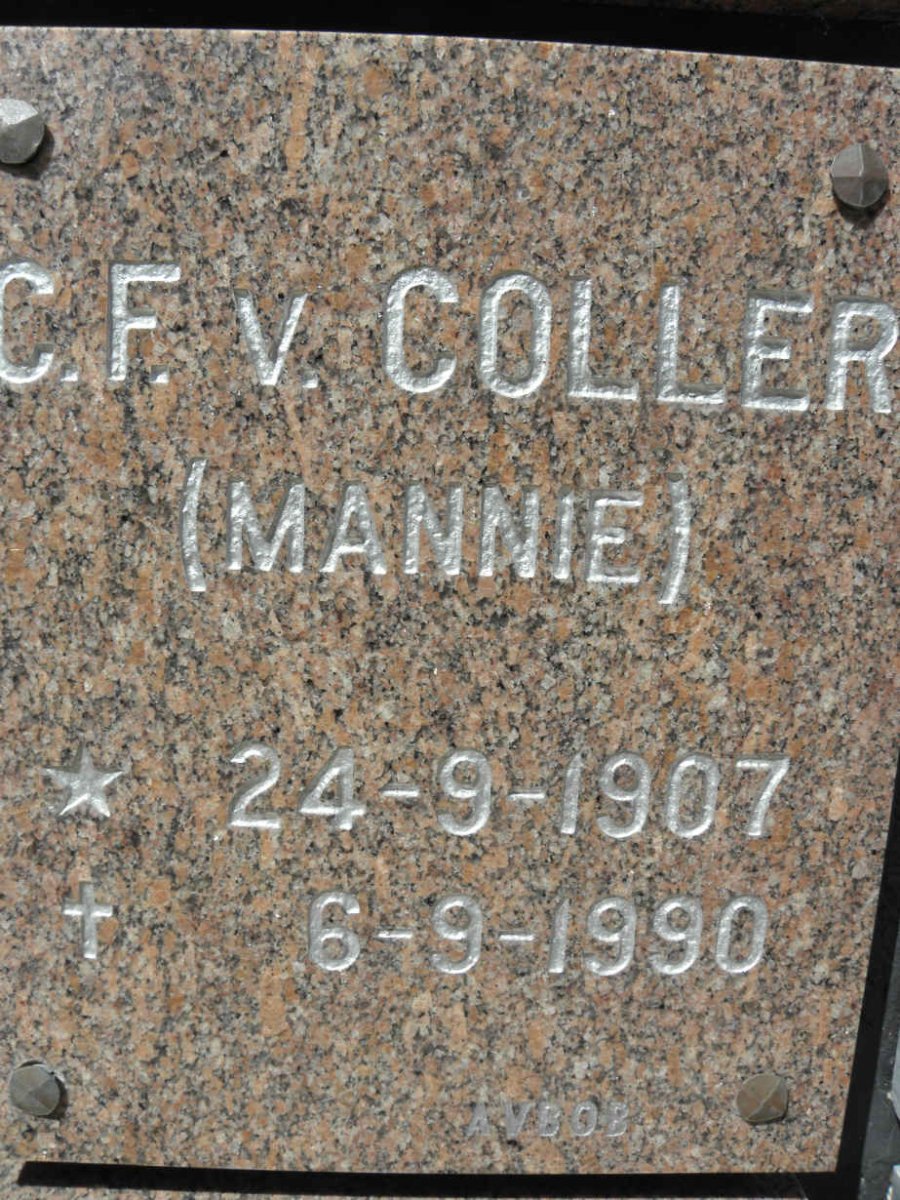 C.F. v. COLLER
(MANNIE)
★ 24-9-1907
† 6-9-1990
AVBOB